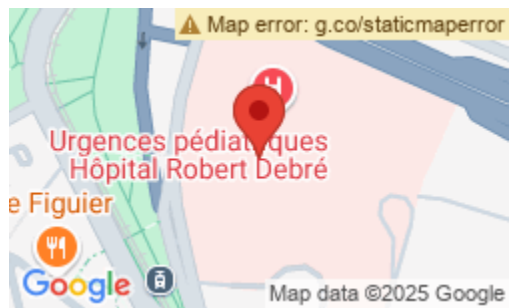 Map error: g.co/staticmaperror
H
Urgences pédiatriques
Hôpital Robert Debré
e Figuier
Google
Map data ©2025 Google